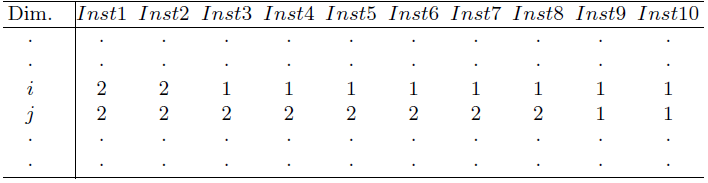 Dim. Inst1 Inst2 Inst3 Inst4 Inst5 Inst6 Inst7 Inst8 Inst9 Inst10
. . . . . . . . . . .
. . . . . . . . . . .
i 2 2 1 1 1 1 1 1 1 1
j 2 2 2 2 2 2 2 2 1 1
. . . . . . . . . . .
. . . . . . . . . . .